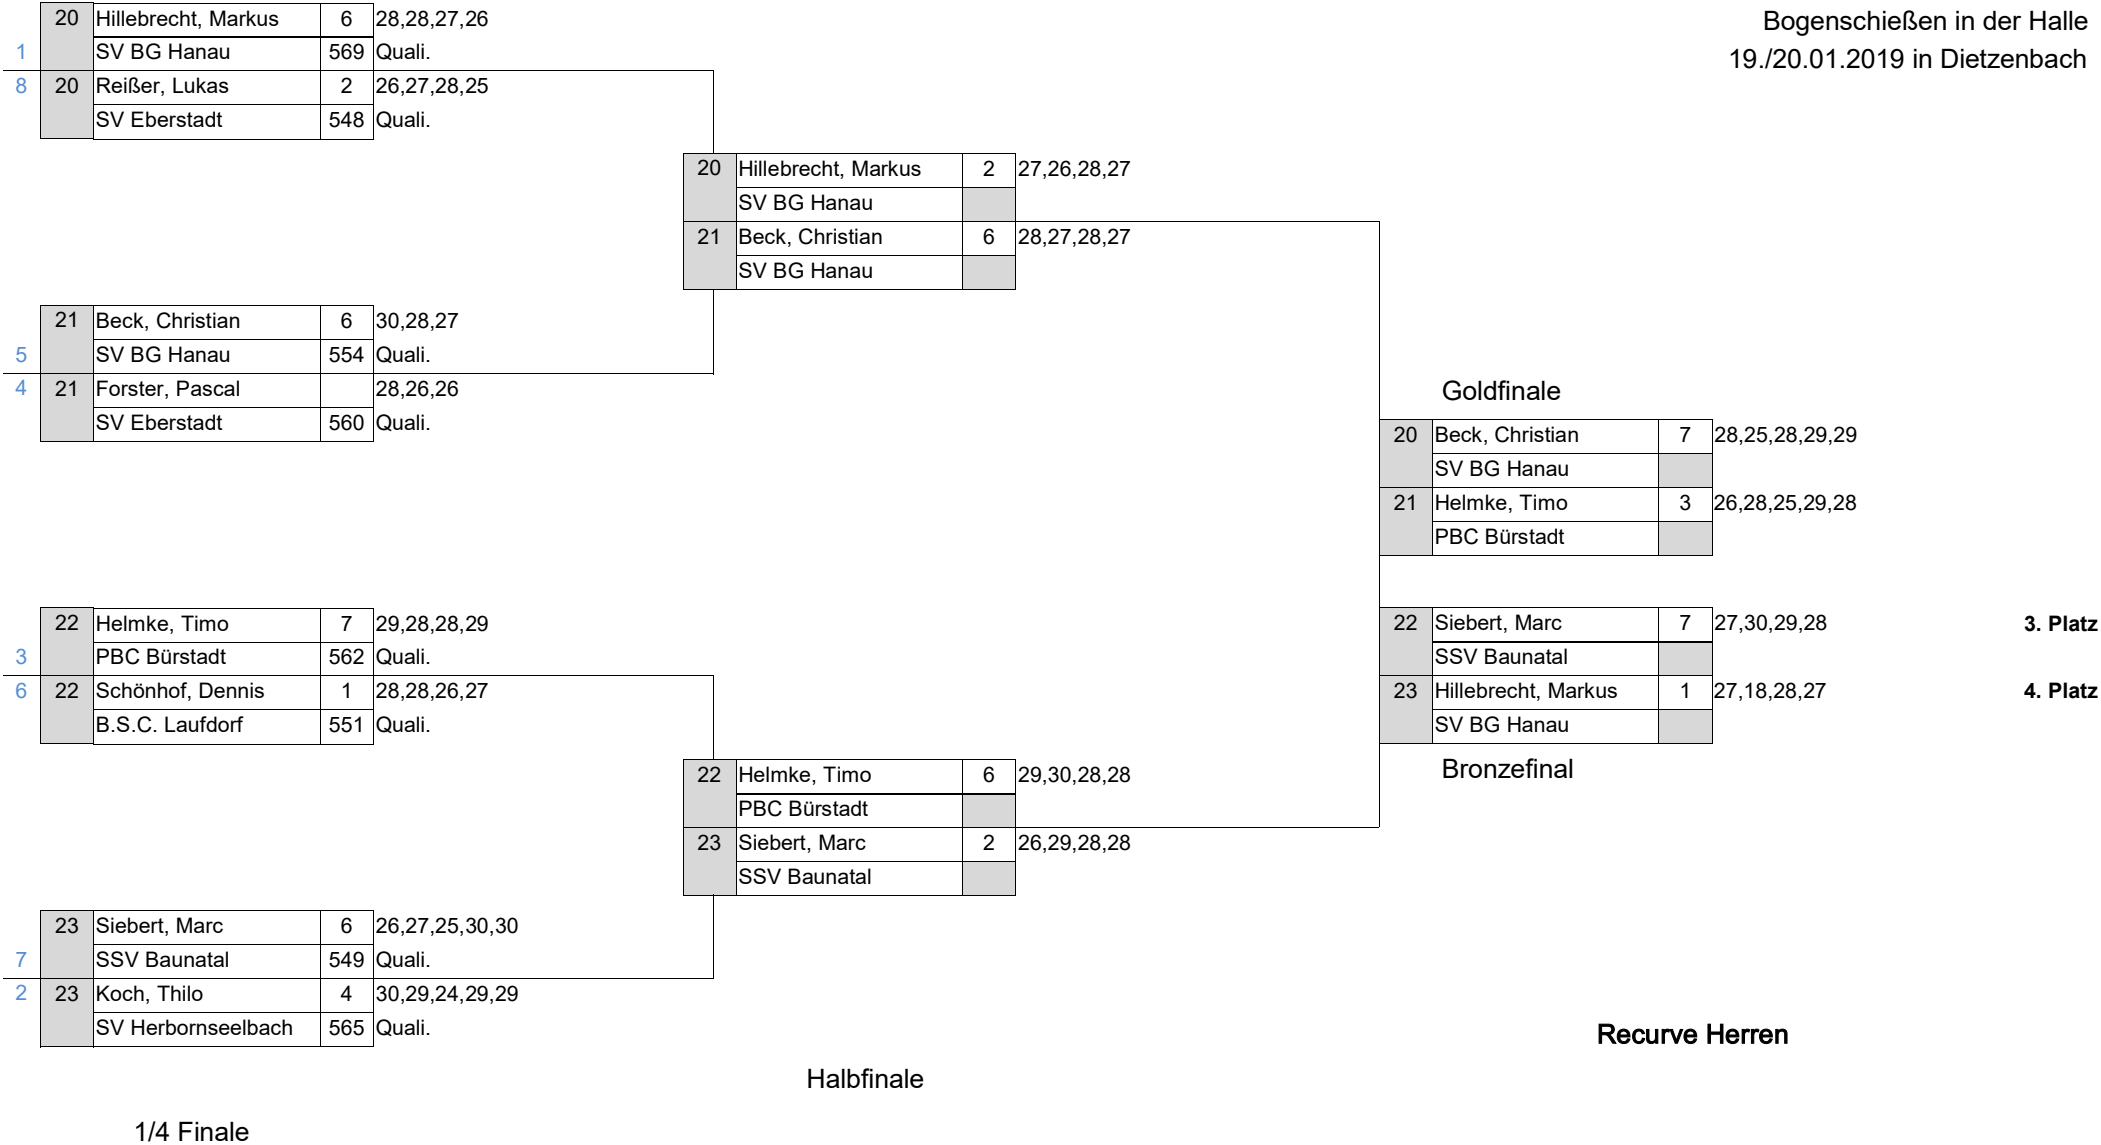 Bogenschießen in der Halle
19./20.01.2019 in Dietzenbach
20 Hillebrecht, Markus 6 28,28,27,26
1 SV BG Hanau 569 Quali.
8 20 Reißer, Lukas 2 26,27,28,25
SV Eberstadt 548 Quali.
20 Hillebrecht, Markus 2 27,26,28,27
SV BG Hanau
21 Beck, Christian 6 28,27,28,27
SV BG Hanau
21 Beck, Christian 6 30,28,27
5 SV BG Hanau 554 Quali.
4 21 Forster, Pascal 28,26,26
SV Eberstadt 560 Quali.
Goldfinale
20 Beck, Christian 7 28,25,28,29,29
SV BG Hanau
21 Helmke, Timo 3 26,28,25,29,28
PBC Bürstadt
22 Helmke, Timo 7 29,28,28,29
3 PBC Bürstadt 562 Quali.
6 22 Schönhof, Dennis 1 28,28,26,27
B.S.C. Laufdorf 551 Quali.
22 Siebert, Marc 7 27,30,29,28 3. Platz
SSV Baunatal
23 Hillebrecht, Markus 1 27,18,28,27 4. Platz
SV BG Hanau
Bronzefinal
22 Helmke, Timo 6 29,30,28,28
PBC Bürstadt
23 Siebert, Marc 2 26,29,28,28
SSV Baunatal
23 Siebert, Marc 6 26,27,25,30,30
7 SSV Baunatal 549 Quali.
2 23 Koch, Thilo 4 30,29,24,29,29
SV Herbornseelbach 565 Quali.
Recurve Herren
Halbfinale
1/4 Finale